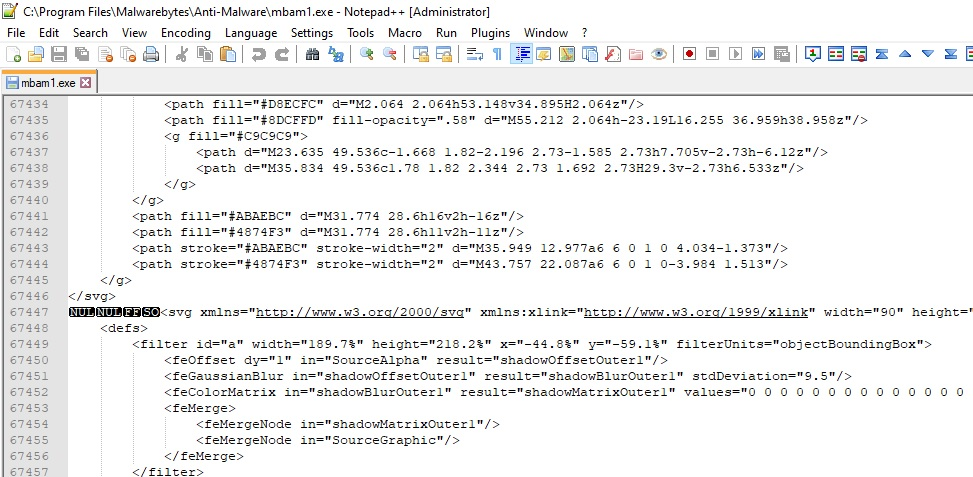 C:\Program Files\Malwarebytes\Anti-Malware\mbam1.exe - Notepad++ [Administrator]
File Edit Search View Encoding Language Settings Tools Macro Run Plugins Window ?
mbam1.exe
67434 <path fill="#D8ECFC" d="M2.064 2.064h53.148v34.895H2.064z"/>
67435 <path fill="#8DCFFD" fill-opacity=".58" d="M55.212 2.064h-23.19L16.255 36.959h38.958z"/>
67436 <g fill="#C9C9C9">
67437 <path d="M23.635 49.536c-1.668 1.82-2.196 2.73-1.585 2.73h7.705v-2.73h-6.12z"/>
67438 <path d="M35.834 49.536c1.78 1.82 2.344 2.73 1.692 2.73H29.3v-2.73h6.533z"/>
67439 </g>
67440 </g>
67441 <path fill="#ABAEBC" d="M31.774 28.6h16v2h-16z"/>
67442 <path fill="#4874F3" d="M31.774 28.6h11v2h-11z"/>
67443 <path stroke="#ABAEBC" stroke-width="2" d="M35.949 12.977a6 6 0 1 0 4.034-1.373"/>
67444 <path stroke="#4874F3" stroke-width="2" d="M43.757 22.087a6 6 0 0 1-3.984 1.513"/>
67445 </g>
67446 </svg>
67447 NULNULFFSO<svg xmlns="http://www.w3.org/2000/svg" xmlns:xlink="http://www.w3.org/1999/xlink" width="90" height="
67448 <defs>
67449 <filter id="a" width="189.7%" height="218.2%" x="-44.8%" y="-59.1%" filterUnits="objectBoundingBox">
67450 <feOffset dy="1" in="SourceAlpha" result="shadowOffsetOuter1"/>
67451 <feGaussianBlur in="shadowOffsetOuter1" result="shadowBlurOuter1" stdDeviation="9.5"/>
67452 <feColorMatrix in="shadowBlurOuter1" result="shadowMatrixOuter1" values="0 0 0 0 0 0 0 0 0 0 0 0 0 0
67453 <feMerge>
67454 <feMergeNode in="shadowMatrixOuter1"/>
67455 <feMergeNode in="SourceGraphic"/>
67456 </feMerge>
67457 </filter>